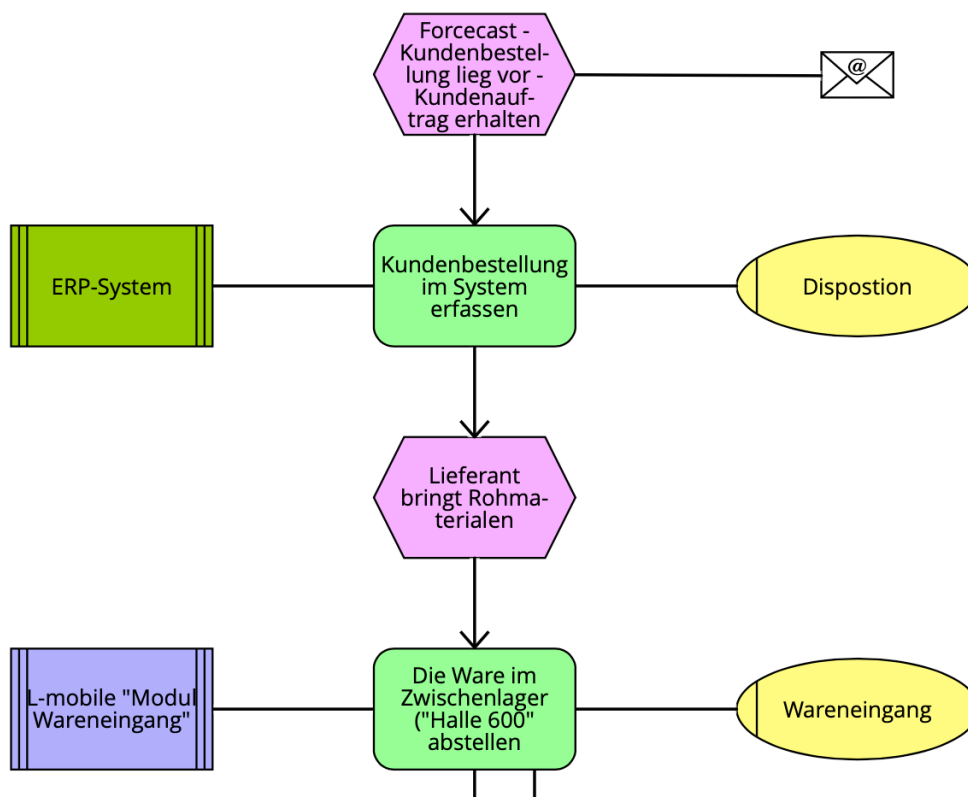 Forcecast -
Kundenbestel-
lung lieg vor -
Kundenauf-
trag erhalten
@
ERP-System
Kundenbestellung
im System
erfassen
Dispostion
Lieferant
bringt Rohma-
terialen
L-mobile "Modul
Wareneingang"
Die Ware im
Zwischenlager
("Halle 600"
abstellen
Wareneingang